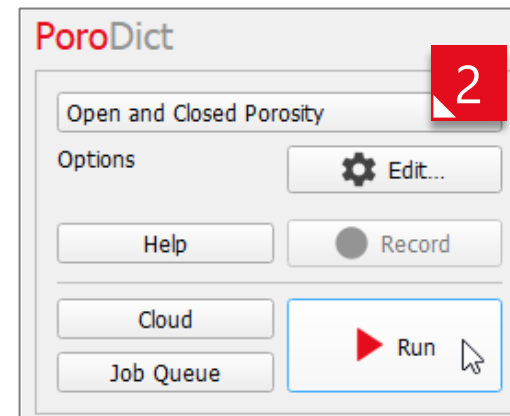 PoroDict
2
Open and Closed Porosity
Options
Edit...
Help
Record
Cloud
Run
Job Queue